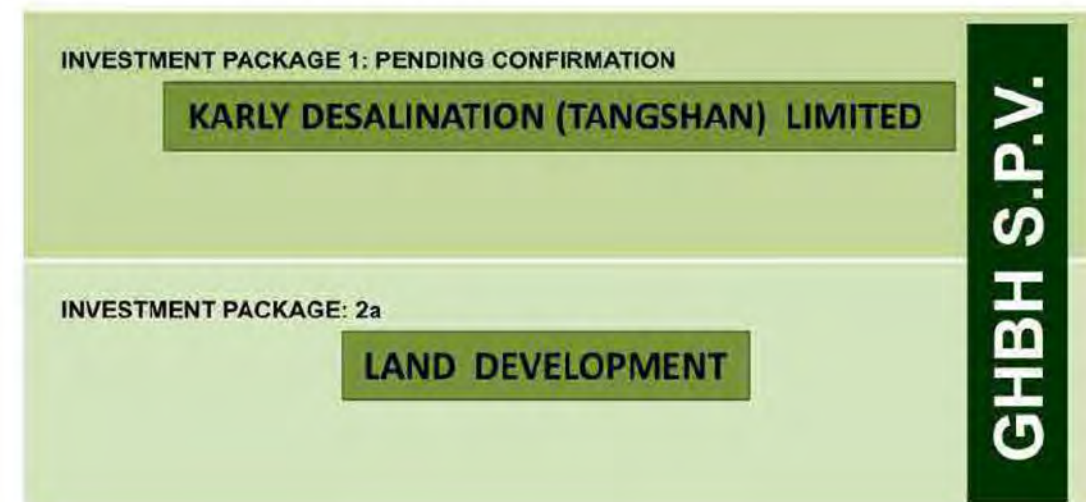 INVESTMENT PACKAGE 1: PENDING CONFIRMATION
KARLY DESALINATION (TANGSHAN) LIMITED
INVESTMENT PACKAGE: 2a
LAND DEVELOPMENT
GHBH S.P.V.